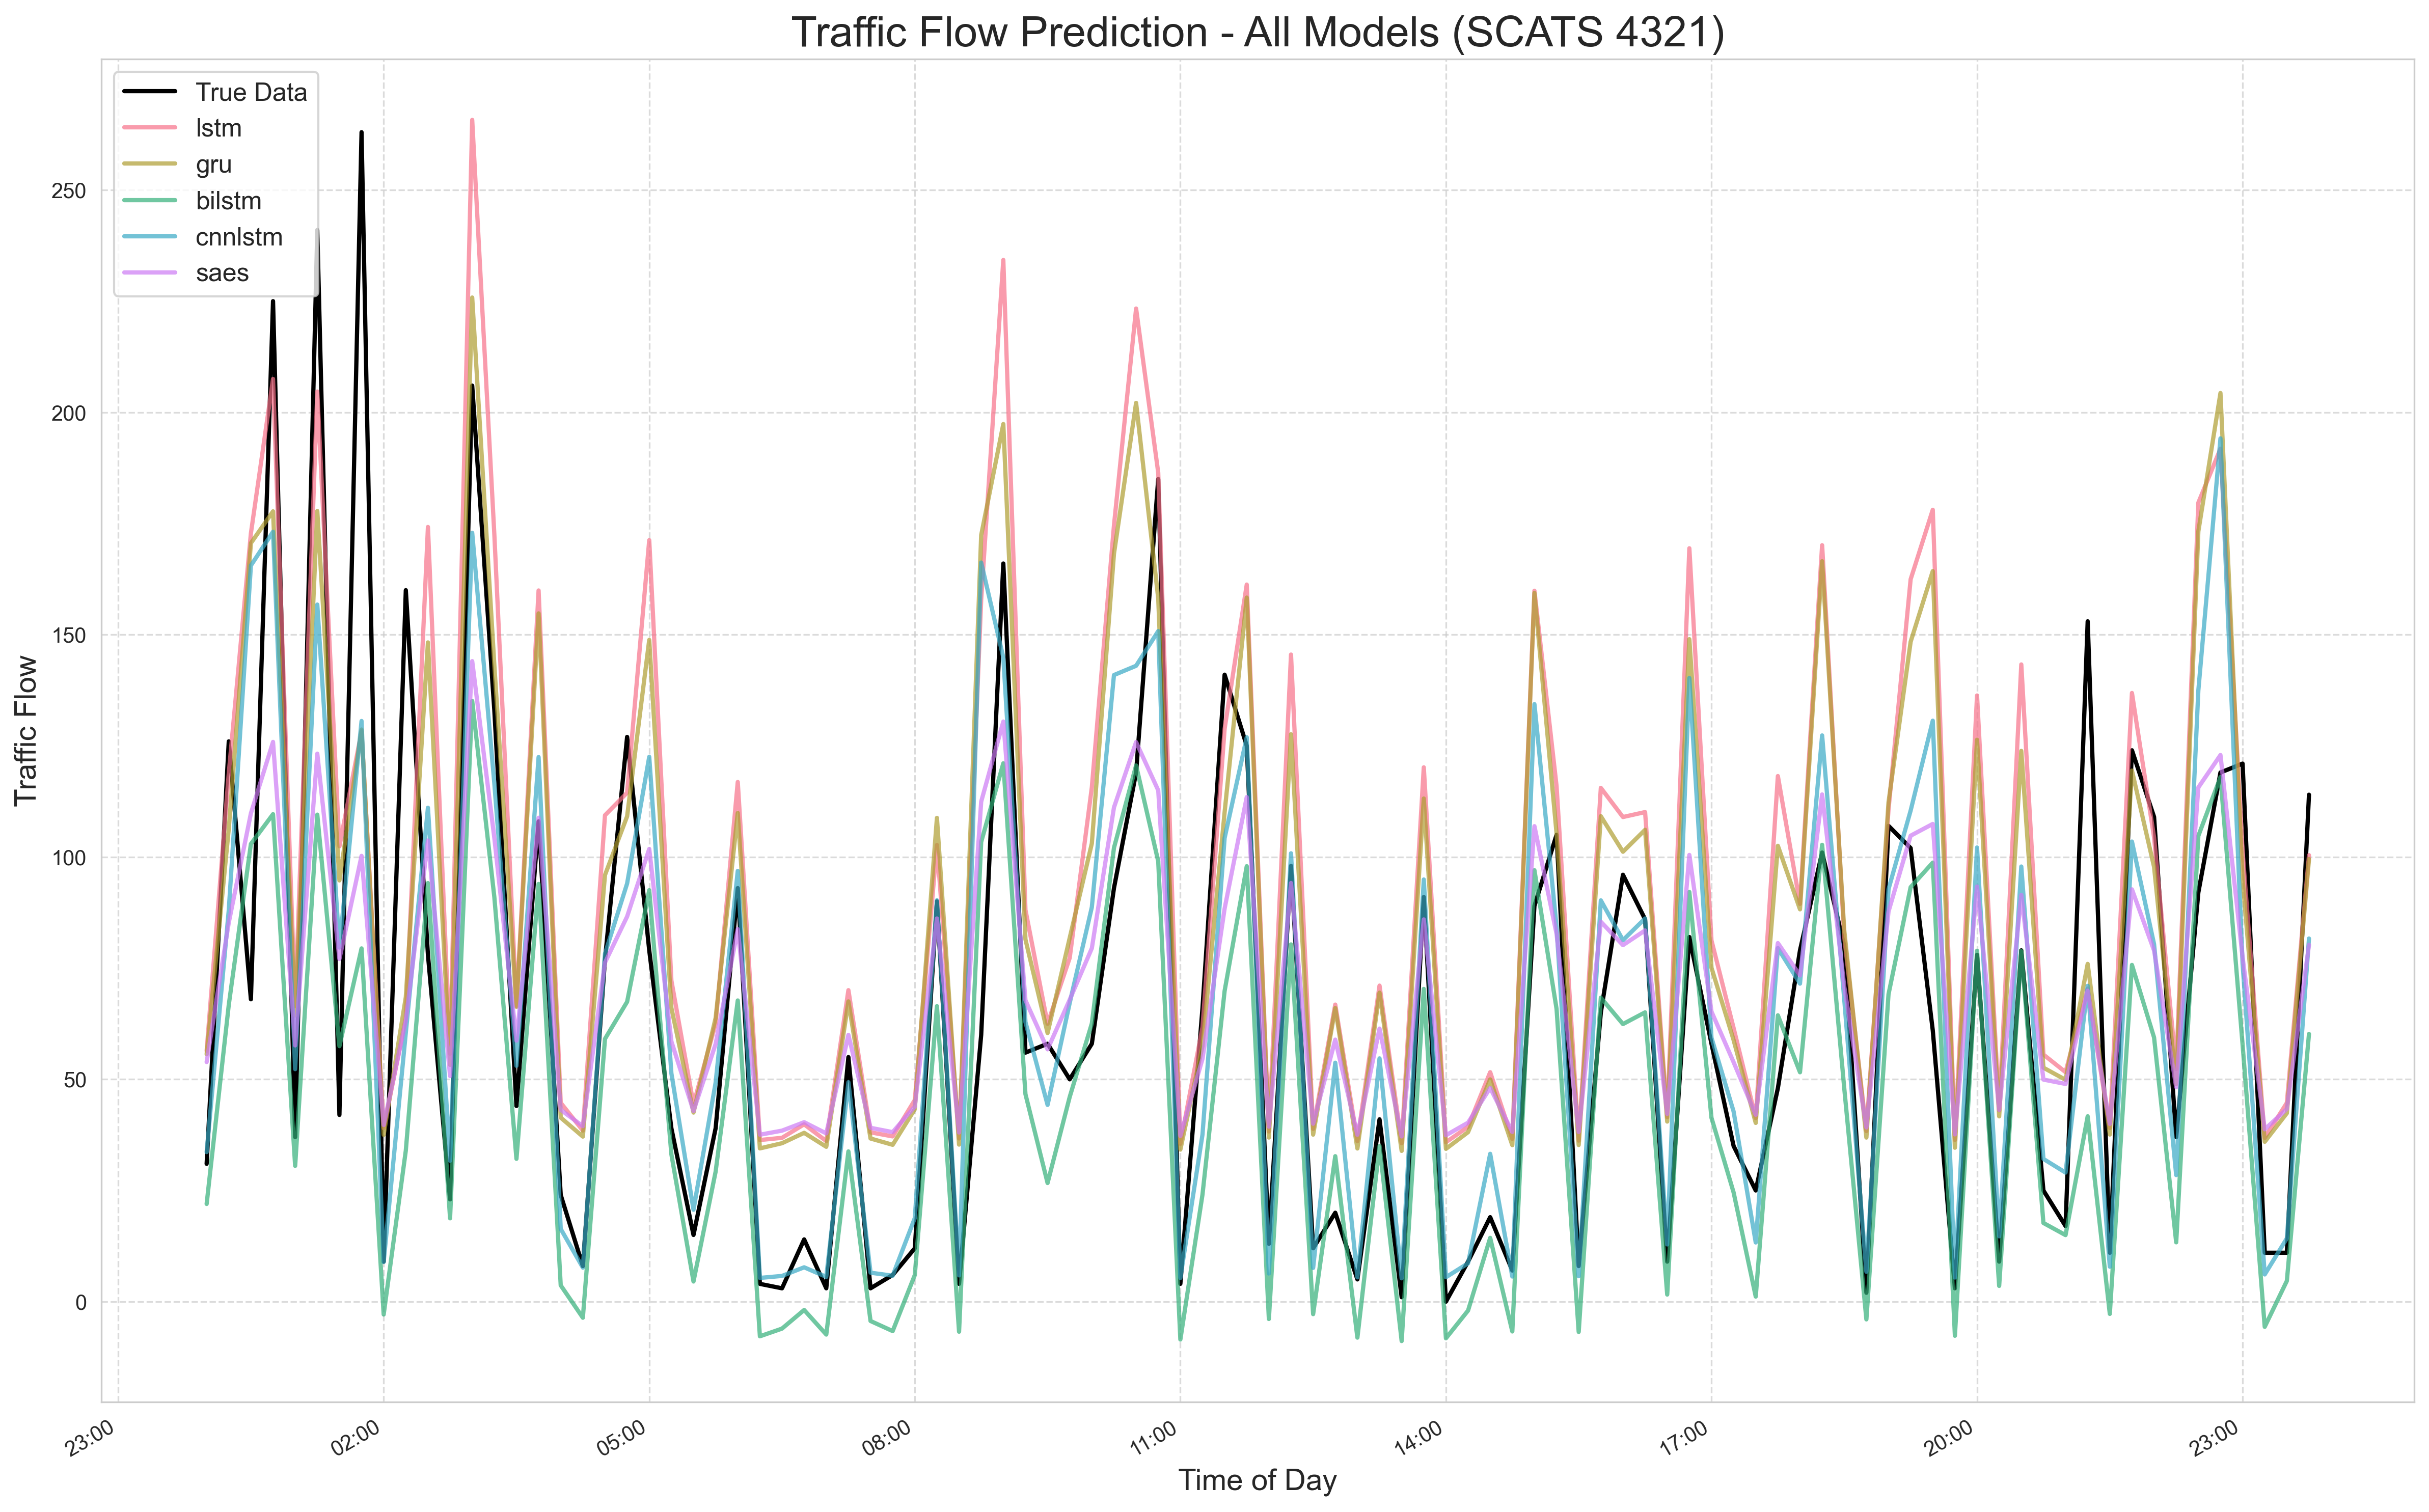 Traffic Flow Prediction - All Models (SCATS 4321)
True Data
lstm
gru
bilstm
cnnlstm
saes
Traffic Flow
250
200
150
100
50
0
23:00
02:00
05:00
08:00
11:00
14:00
17:00
20:00
23:00
Time of Day